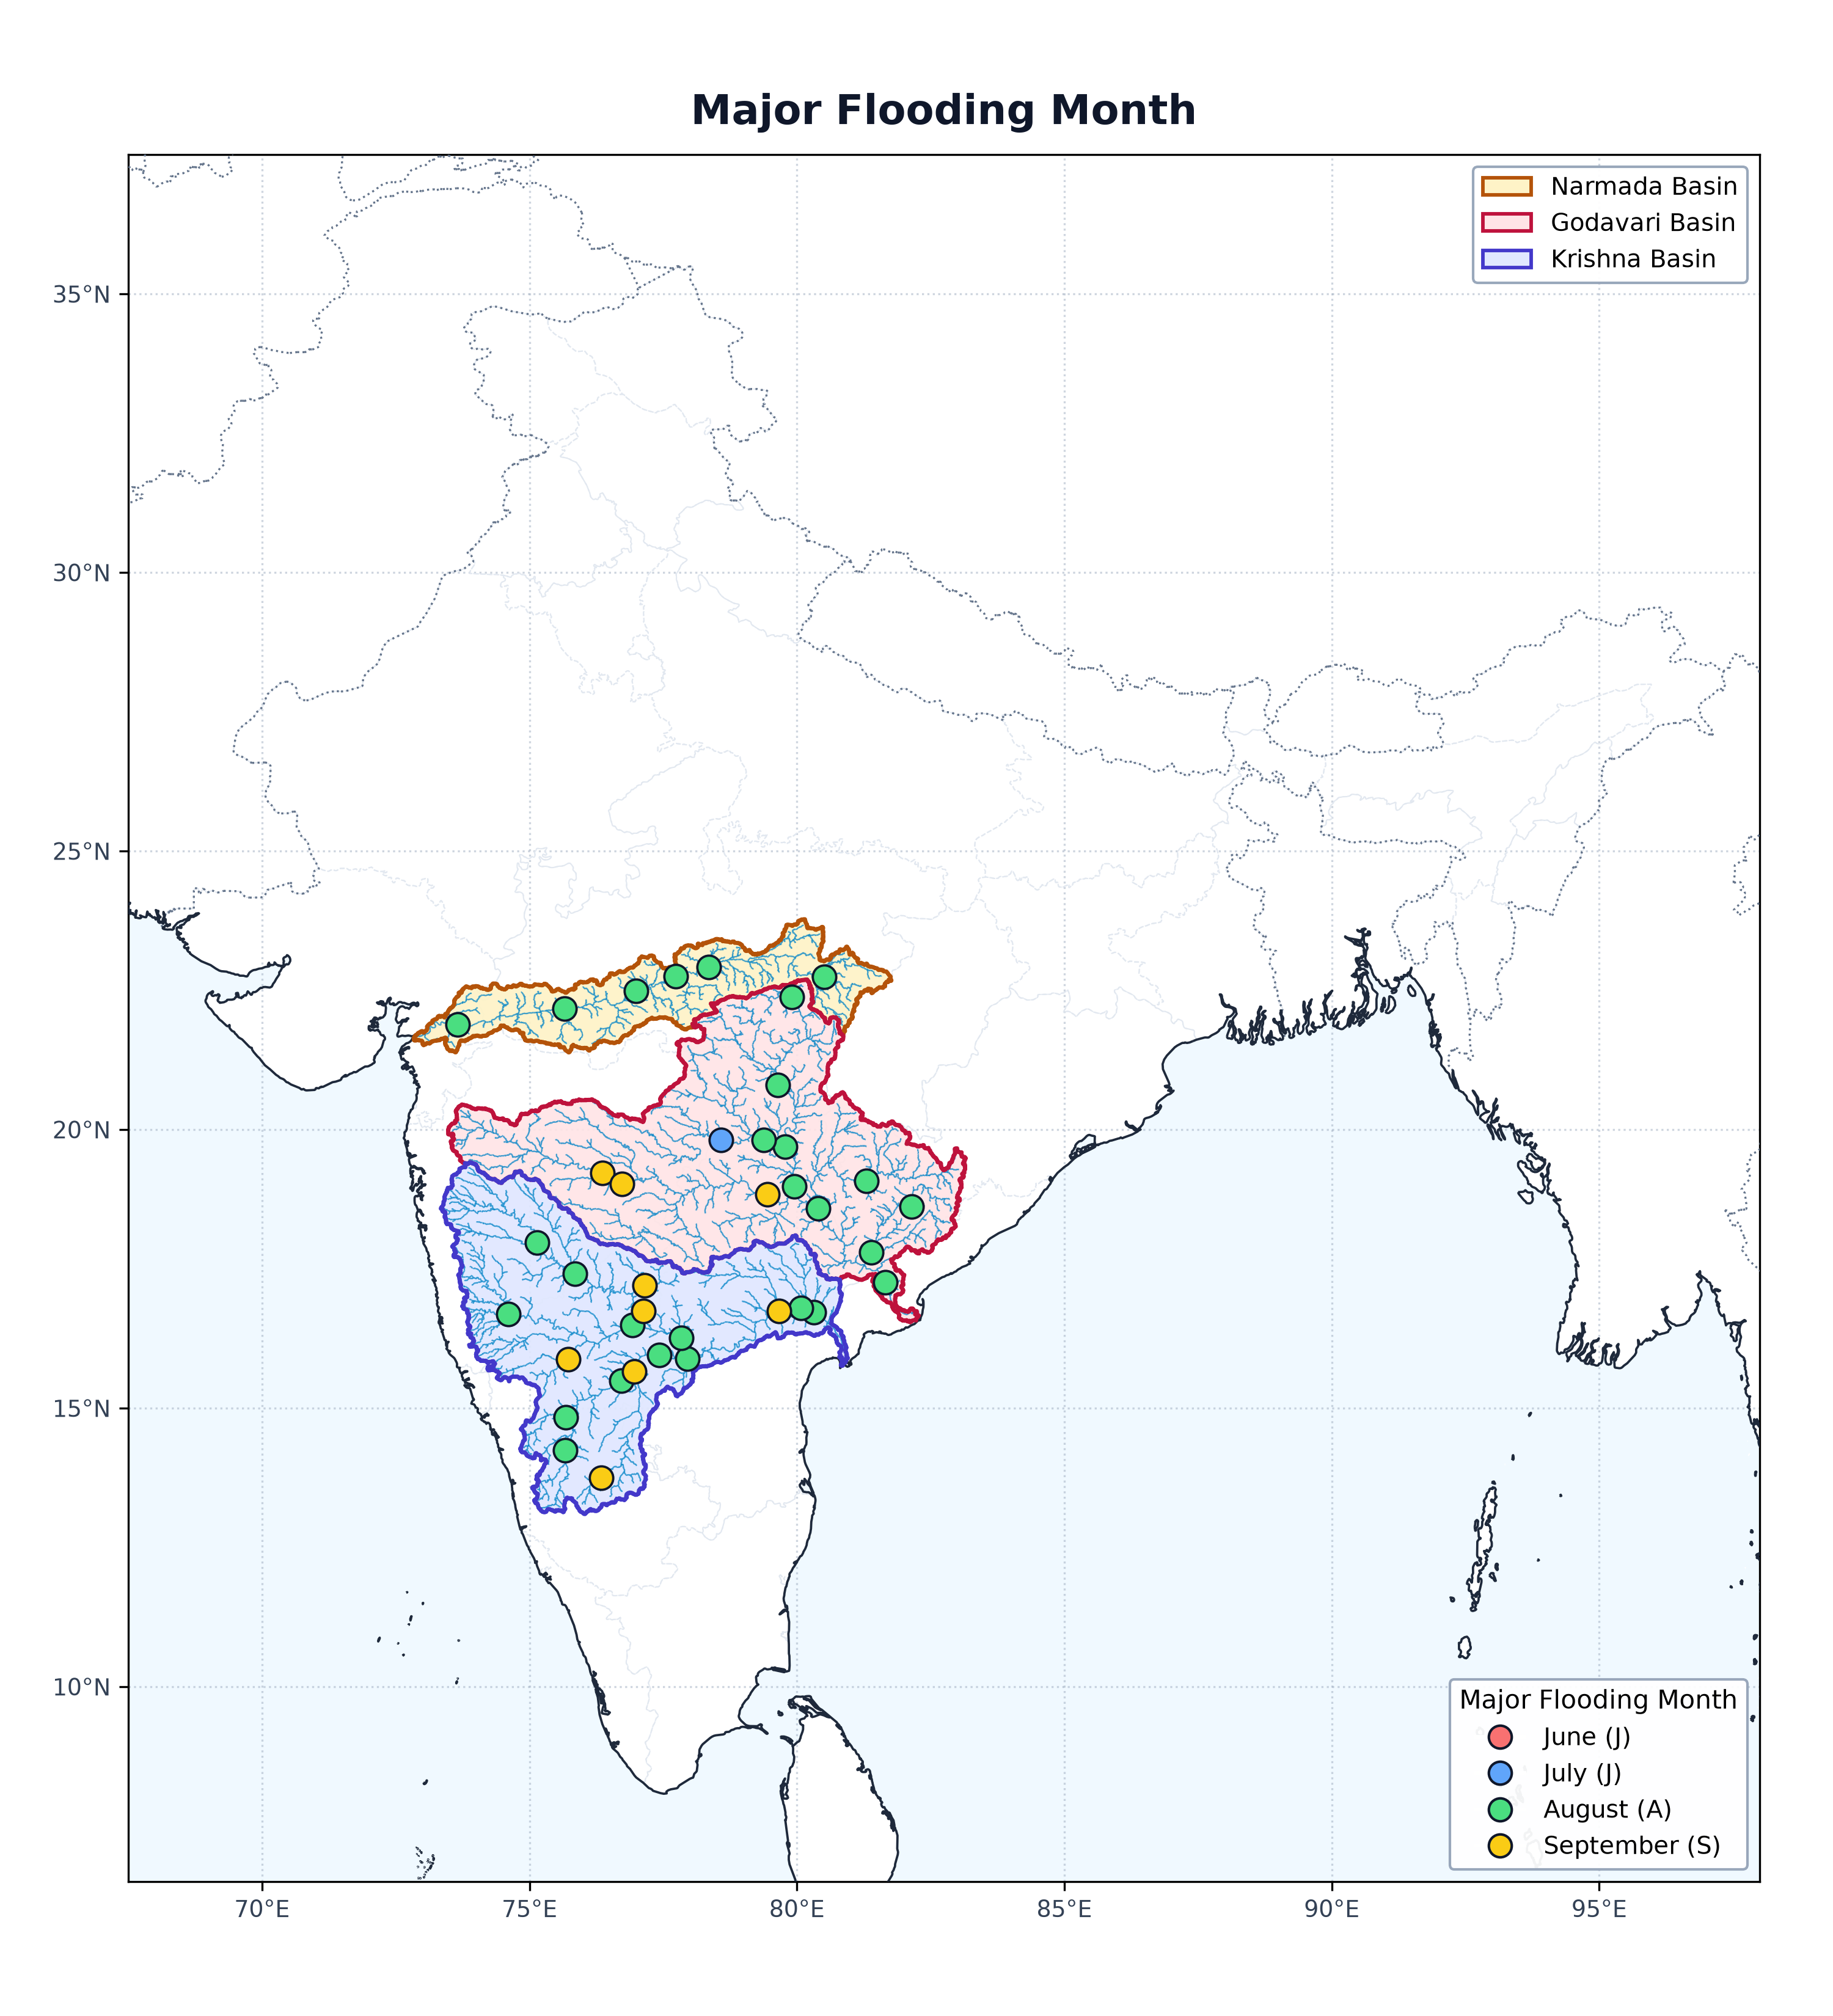 Major Flooding Month
Narmada Basin
Godavari Basin
Krishna Basin
35°N
30°N
25°N
20°N
15°N
10°N
Major Flooding Month
June (J)
July (J)
August (A)
September (S)
70°E 75°E 80°E 85°E 90°E 95°E